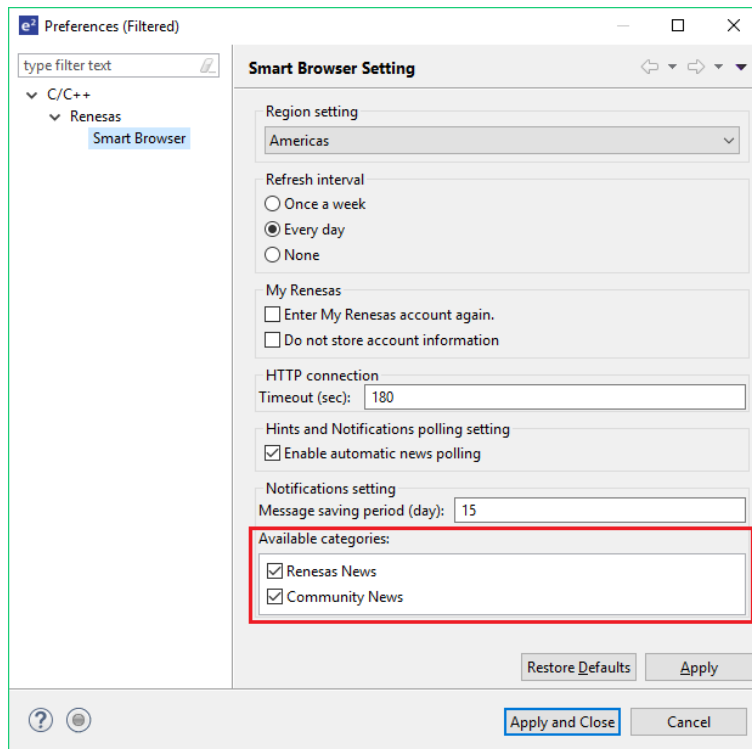 e² Preferences (Filtered)
type filter text
C/C++
Renesas
Smart Browser
Smart Browser Setting
Region setting
Americas
Refresh interval
Once a week
Every day
None
My Renesas
Enter My Renesas account again.
Do not store account information
HTTP connection
Timeout (sec): 180
Hints and Notifications polling setting
Enable automatic news polling
Notifications setting
Message saving period (day): 15
Available categories:
Renesas News
Community News
Restore Defaults Apply
? Apply and Close Cancel